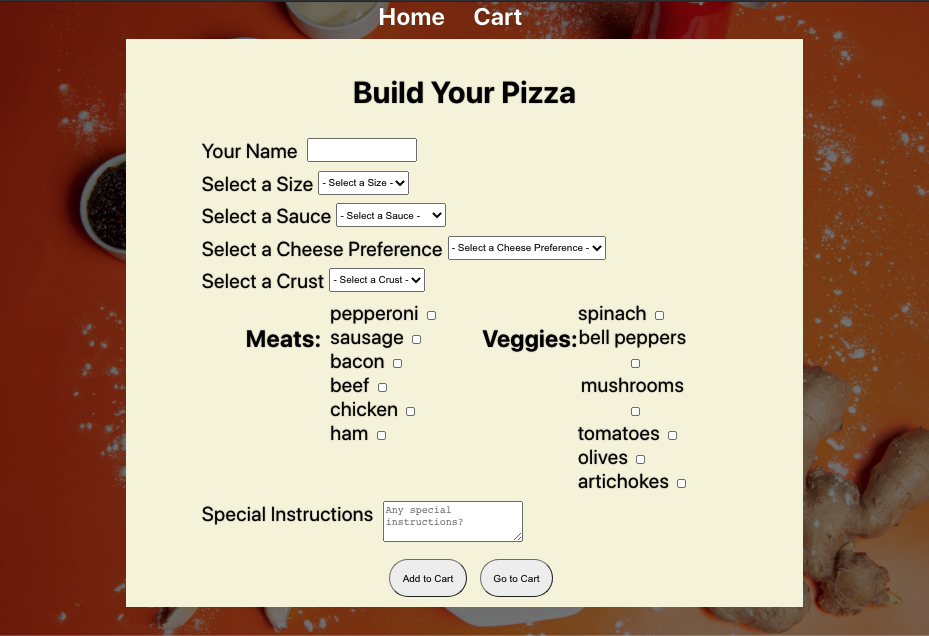 Home Cart
Build Your Pizza
Your Name
Select a Size - Select a Size -
Select a Sauce - Select a Sauce -
Select a Cheese Preference - Select a Cheese Preference -
Select a Crust - Select a Crust -
Meats:
pepperoni
sausage
bacon
beef
chicken
ham
Veggies:
spinach
bell peppers
mushrooms
tomatoes
olives
artichokes
Special Instructions
Any special
instructions?
Add to Cart Go to Cart